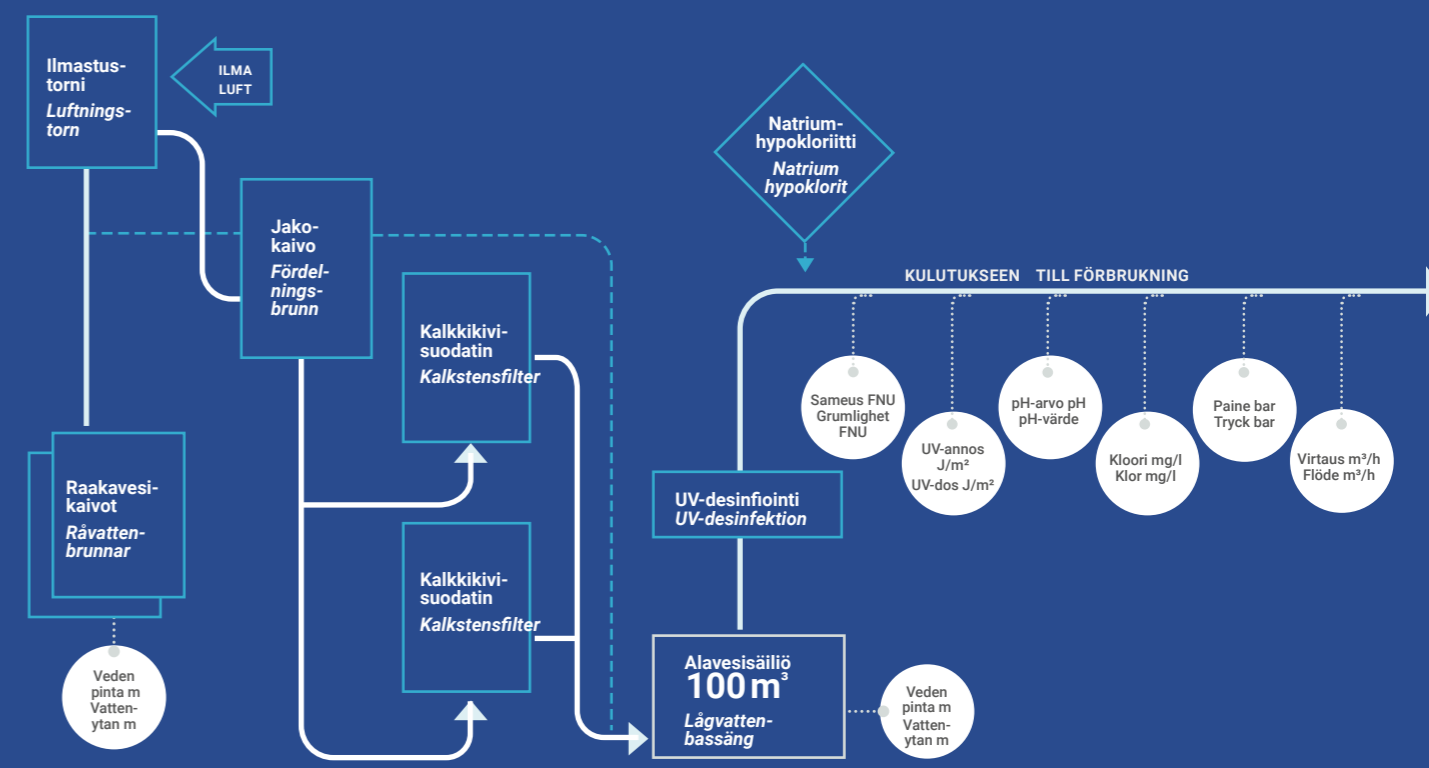 Ilmastus-
torni
Luftnings-
torn
ILMA
LUFT
Jako-
kaivo
Fördel-
nings-
brunn
Raakavesi-
kaivot
Råvatten-
brunnar
Veden
pinta m
Vatten-
ytan m
Kalkkikivi-
suodatin
Kalkstensfilter
Kalkkikivi-
suodatin
Kalkstensfilter
Natrium-
hypokloriitti
Natrium
hypoklorit
UV-desinfiointi
UV-desinfektion
Alavesisäiliö
100 m³
Lågvatten-
bassäng
Veden
pinta m
Vatten-
ytan m
KULUTUKSEEN TILL FÖRBRUKNING
Sameus FNU
Grumlighet
FNU
UV-annos
J/m²
UV-dos J/m²
pH-arvo pH
pH-värde
Kloori mg/l
Klor mg/l
Paine bar
Tryck bar
Virtaus m³/h
Flöde m³/h